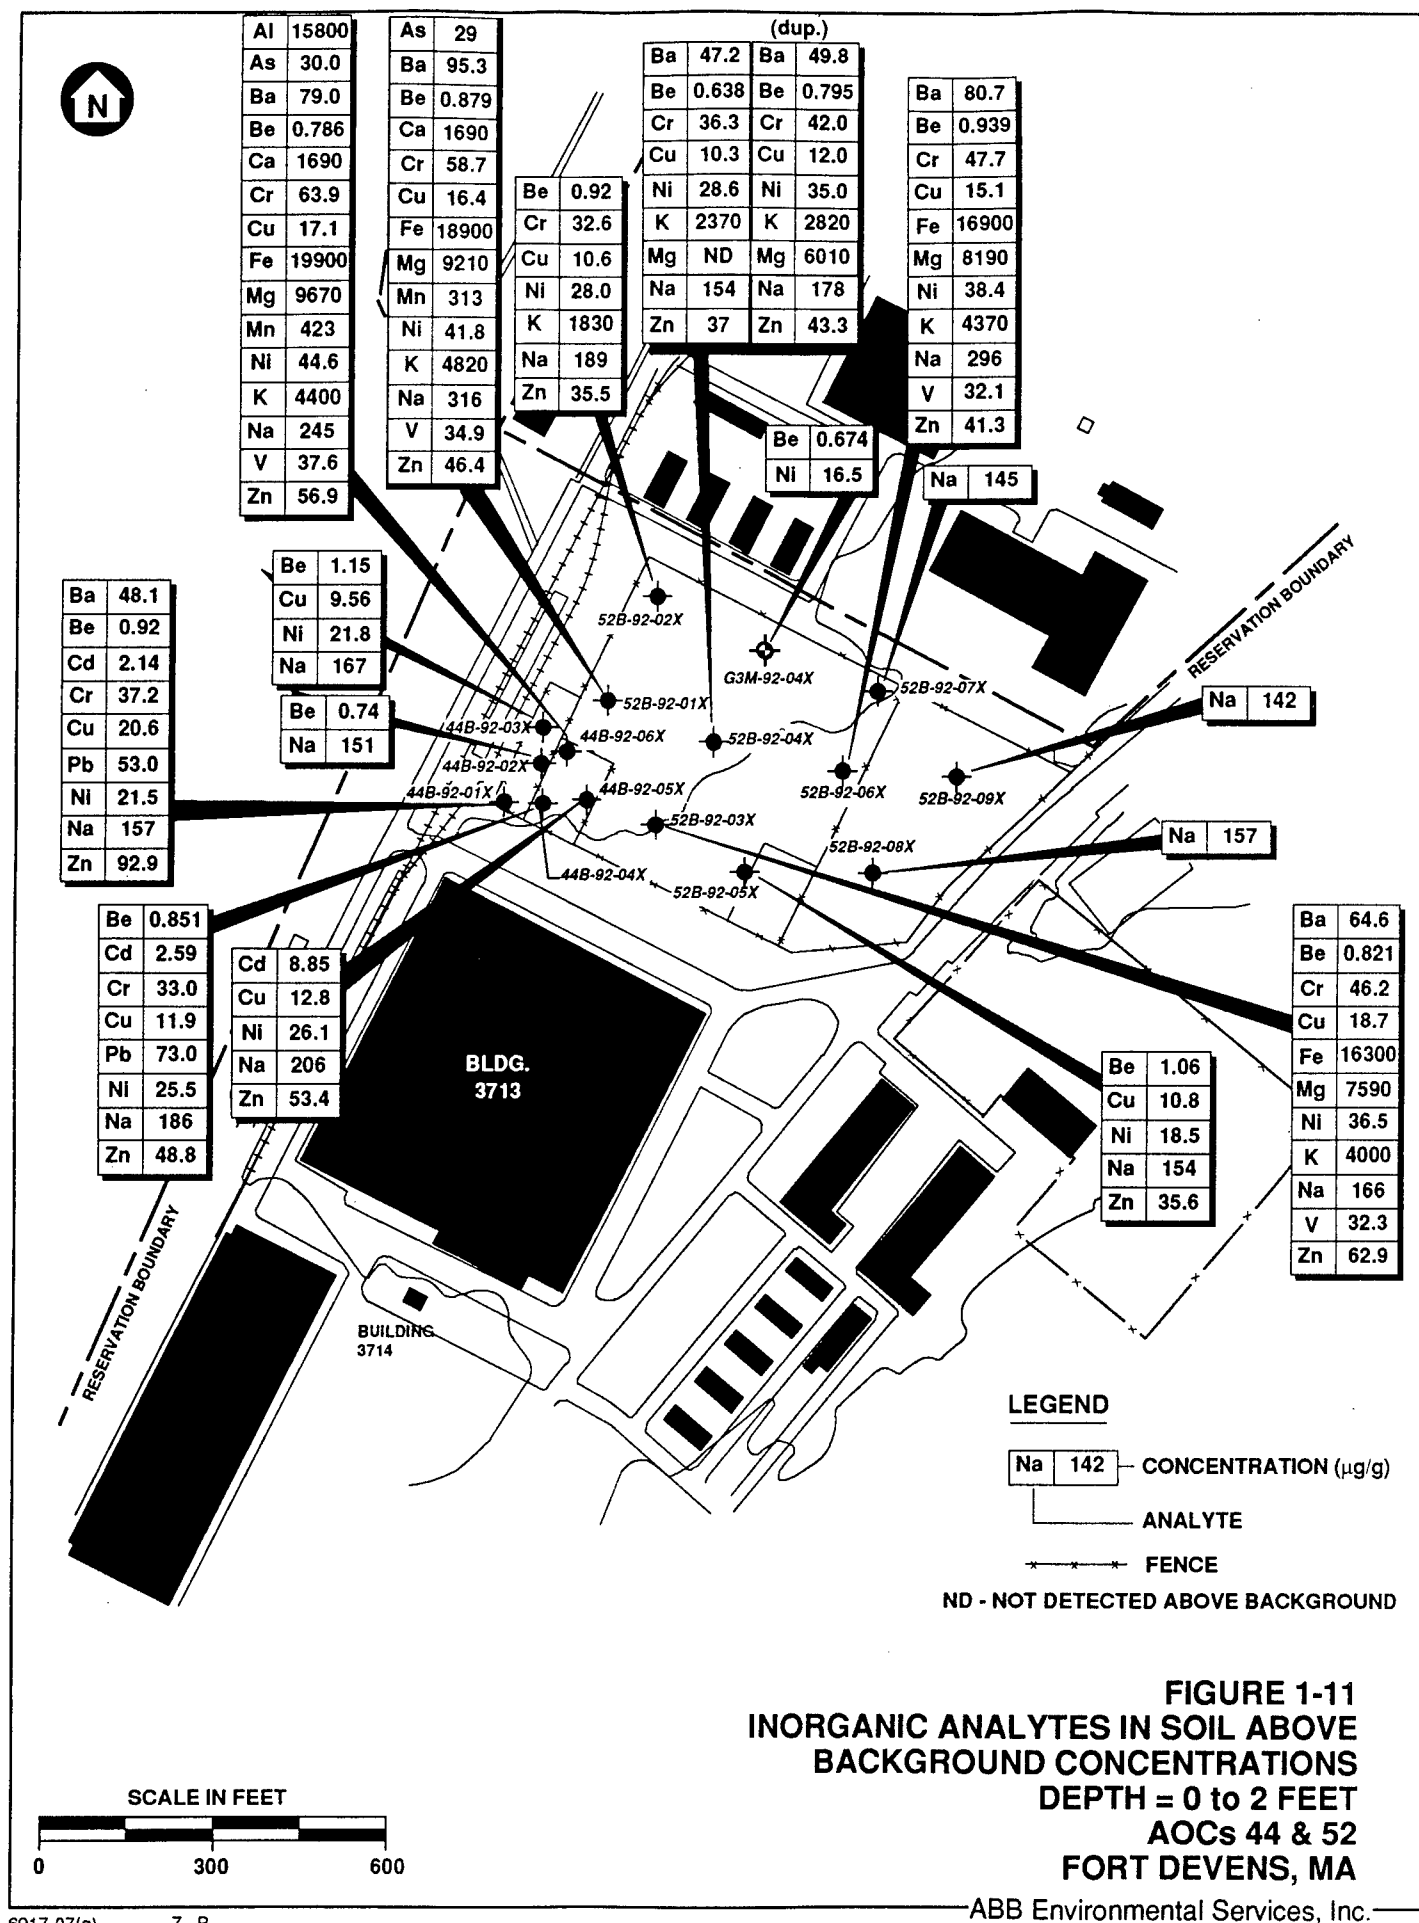 N
Al 15800
As 30.0
Ba 79.0
Be 0.786
Ca 1690
Cr 63.9
Cu 17.1
Fe 19900
Mg 9670
Mn 423
Ni 44.6
K 4400
Na 245
V 37.6
Zn 56.9
As 29
Ba 95.3
Be 0.879
Ca 1690
Cr 58.7
Cu 16.4
Fe 18900
Mg 9210
Mn 313
Ni 41.8
K 4820
Na 316
V 34.9
Zn 46.4
Be 0.92
Cr 32.6
Cu 10.6
Ni 28.0
K 1830
Na 189
Zn 35.5
(dup.)
Ba 47.2 Ba 49.8
Be 0.638 Be 0.795
Cr 36.3 Cr 42.0
Cu 10.3 Cu 12.0
Ni 28.6 Ni 35.0
K 2370 K 2820
Mg ND Mg 6010
Na 154 Na 178
Zn 37 Zn 43.3
Ba 80.7
Be 0.939
Cr 47.7
Cu 15.1
Fe 16900
Mg 8190
Ni 38.4
K 4370
Na 296
V 32.1
Zn 41.3
Be 0.674
Ni 16.5
Na 145
Be 1.15
Cu 9.56
Ni 21.8
Na 167
Be 0.74
Na 151
Ba 48.1
Be 0.92
Cd 2.14
Cr 37.2
Cu 20.6
Pb 53.0
Ni 21.5
Na 157
Zn 92.9
Be 0.851
Cd 2.59
Cr 33.0
Cu 11.9
Pb 73.0
Ni 25.5
Na 186
Zn 48.8
Cd 8.85
Cu 12.8
Ni 26.1
Na 206
Zn 53.4
52B-92-02X
G3M-92-04X
52B-92-07X
52B-92-01X
44B-92-03X
44B-92-06X
52B-92-04X
44B-92-02X
44B-92-01X
44B-92-05X
52B-92-06X
52B-92-09X
52B-92-03X
52B-92-08X
44B-92-04X
52B-92-05X
RESERVATION BOUNDARY
Na 142
Na 157
Ba 64.6
Be 0.821
Cr 46.2
Cu 18.7
Fe 16300
Mg 7590
Ni 36.5
K 4000
Na 166
V 32.3
Zn 62.9
Be 1.06
Cu 10.8
Ni 18.5
Na 154
Zn 35.6
BLDG.
3713
RESERVATION BOUNDARY
BUILDING
3714
LEGEND
Na 142 CONCENTRATION (µg/g)
ANALYTE
FENCE
ND - NOT DETECTED ABOVE BACKGROUND
FIGURE 1-11
INORGANIC ANALYTES IN SOIL ABOVE
BACKGROUND CONCENTRATIONS
DEPTH = 0 to 2 FEET
AOCs 44 & 52
FORT DEVENS, MA
SCALE IN FEET
0 300 600
ABB Environmental Services, Inc.